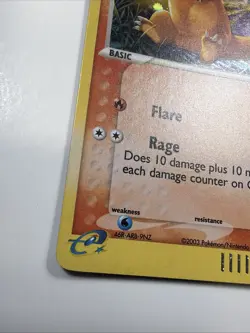 BASIC
Flare
Rage
Does 10 damage plus 10
each damage counter on
weakness
resistance
©2003 Pokémon/Nintendo
e